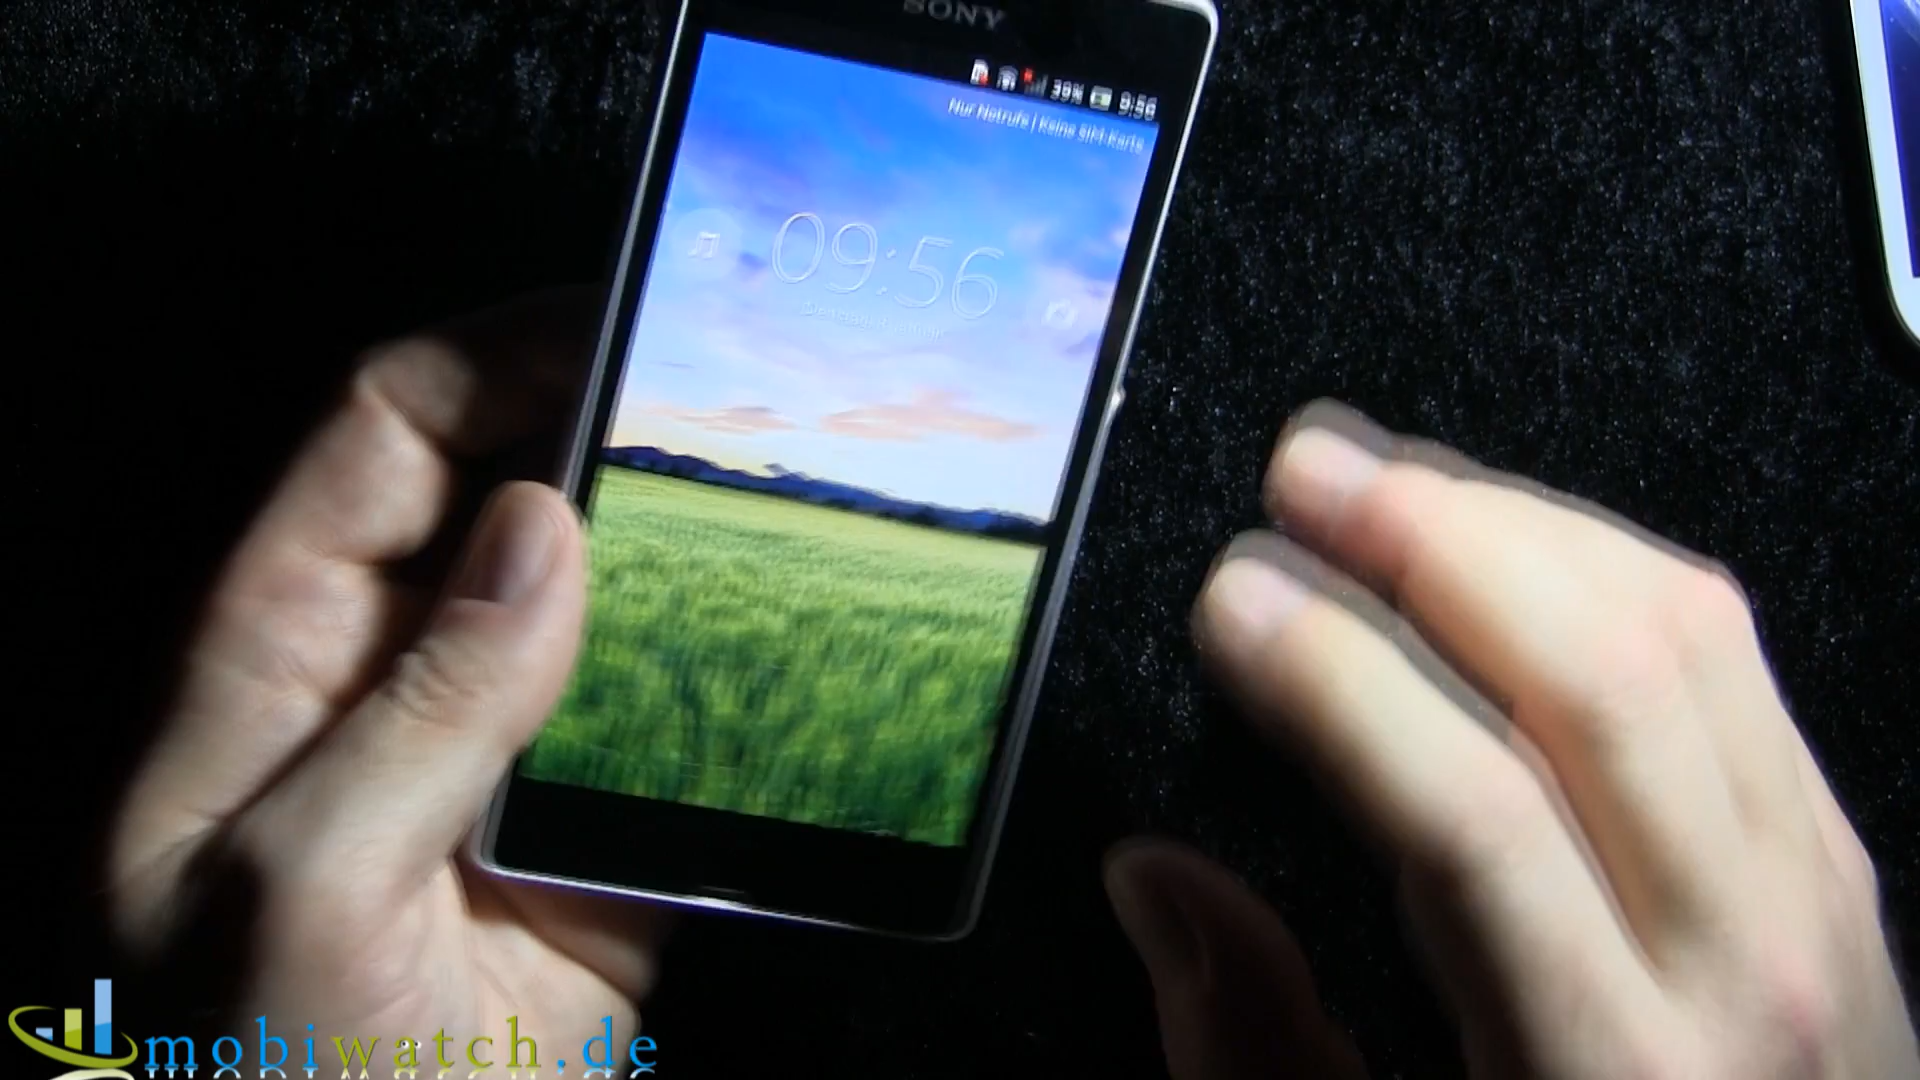 SONY
39% 9:56
Nur Notrufe | Keine SIM-Karte
09:56
mobiwatch.de